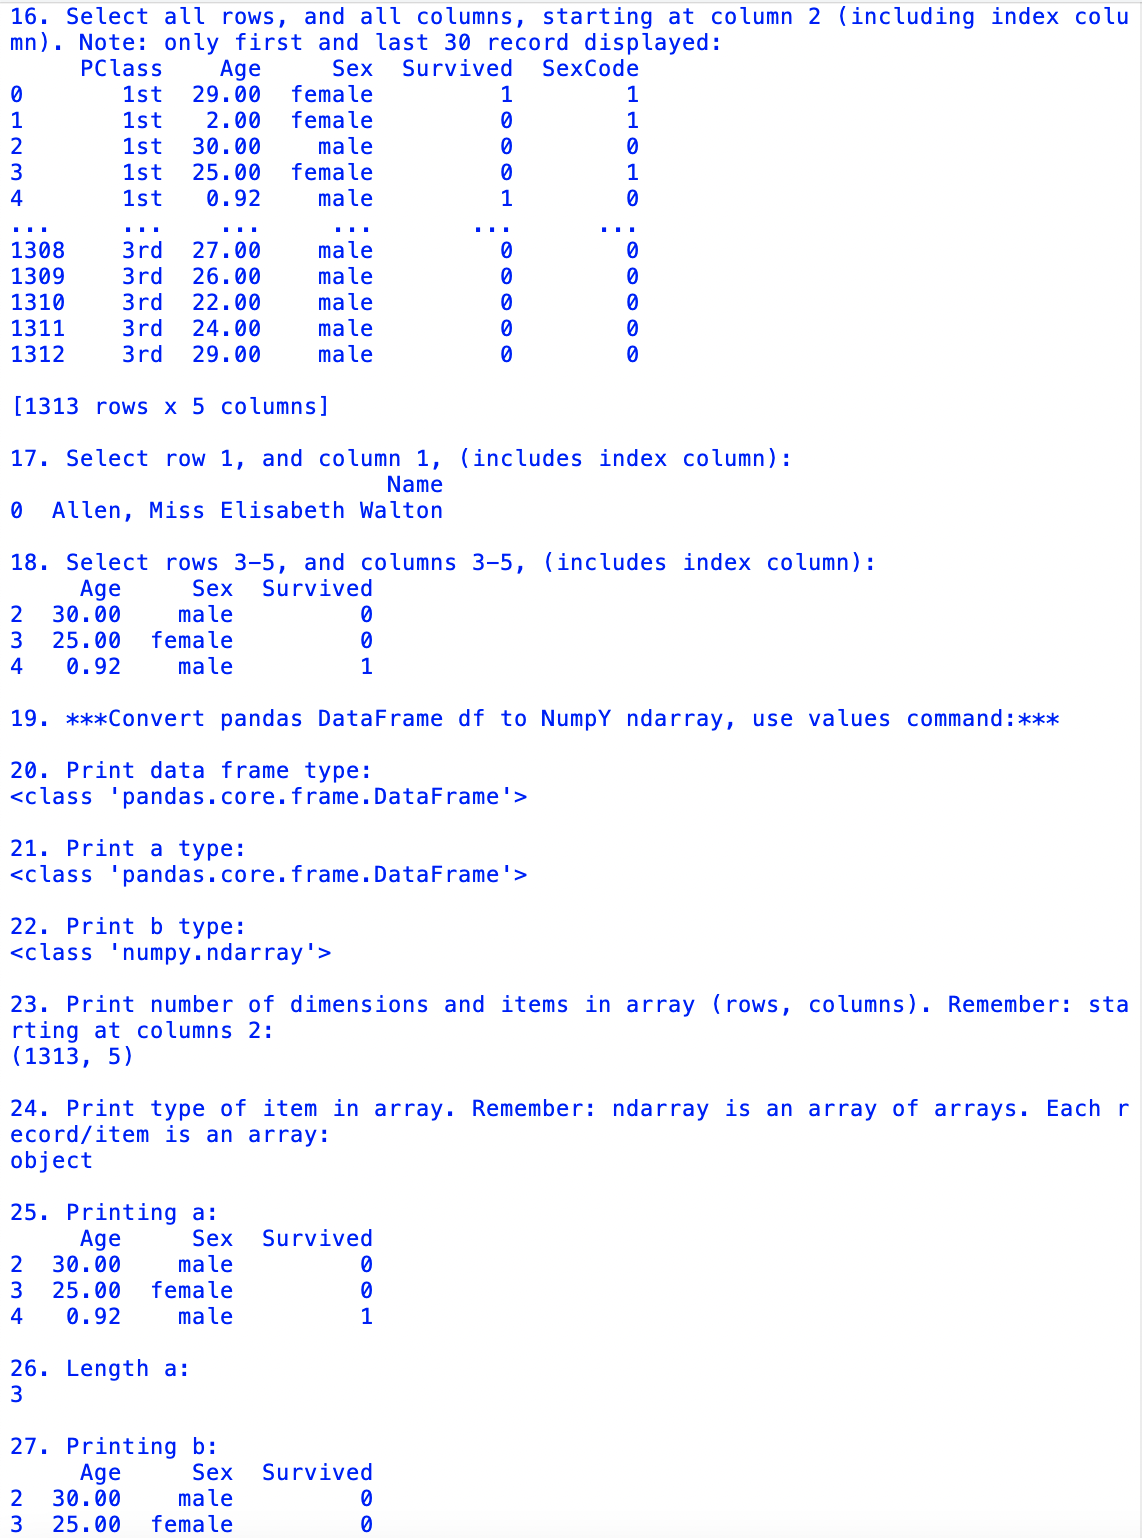 16. Select all rows, and all columns, starting at column 2 (including index colu
mn). Note: only first and last 30 record displayed:
     PClass    Age     Sex  Survived  SexCode
0       1st  29.00  female         1        1
1       1st   2.00  female         0        1
2       1st  30.00    male         0        0
3       1st  25.00  female         0        1
4       1st   0.92    male         1        0
...     ...    ...     ...       ...      ...
1308    3rd  27.00    male         0        0
1309    3rd  26.00    male         0        0
1310    3rd  22.00    male         0        0
1311    3rd  24.00    male         0        0
1312    3rd  29.00    male         0        0

[1313 rows x 5 columns]

17. Select row 1, and column 1, (includes index column):
                           Name
0  Allen, Miss Elisabeth Walton

18. Select rows 3-5, and columns 3-5, (includes index column):
     Age     Sex  Survived
2  30.00    male         0
3  25.00  female         0
4   0.92    male         1

19. ***Convert pandas DataFrame df to NumpY ndarray, use values command:***

20. Print data frame type:
<class 'pandas.core.frame.DataFrame'>

21. Print a type:
<class 'pandas.core.frame.DataFrame'>

22. Print b type:
<class 'numpy.ndarray'>

23. Print number of dimensions and items in array (rows, columns). Remember: sta
rting at columns 2:
(1313, 5)

24. Print type of item in array. Remember: ndarray is an array of arrays. Each r
ecord/item is an array:
object

25. Printing a:
     Age     Sex  Survived
2  30.00    male         0
3  25.00  female         0
4   0.92    male         1

26. Length a:
3

27. Printing b:
     Age     Sex  Survived
2  30.00    male         0
3  25.00  female         0